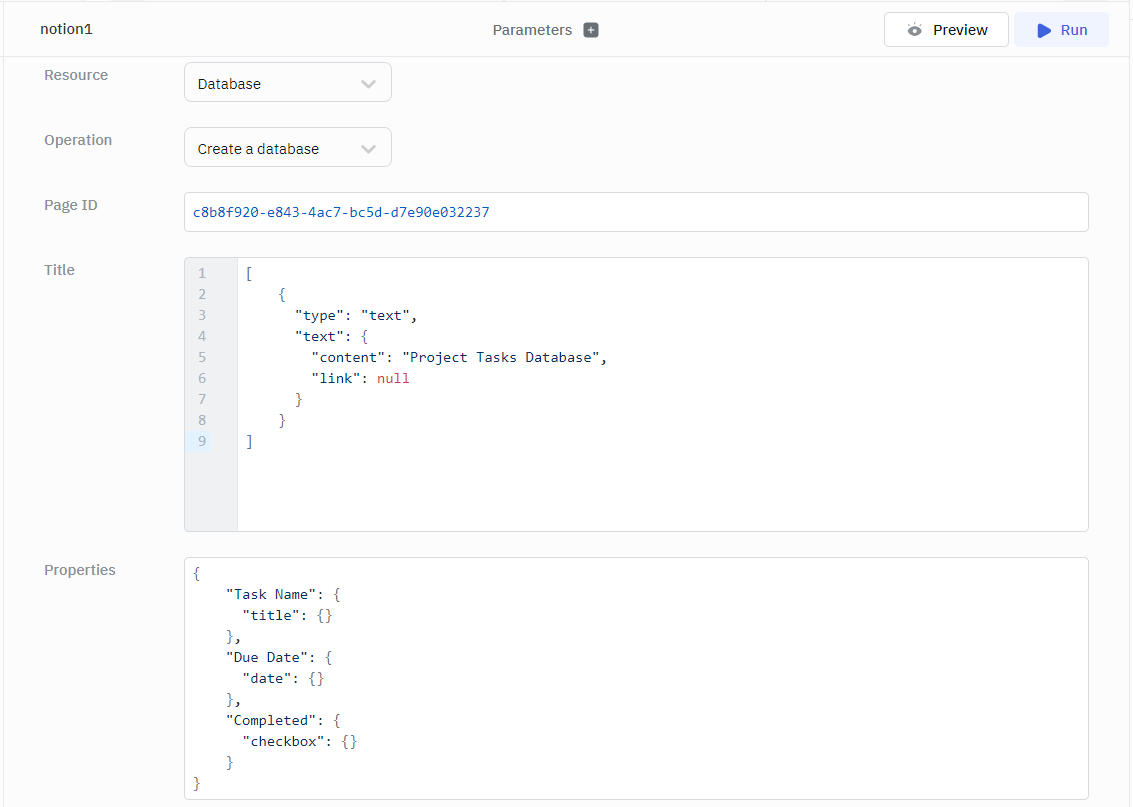 notion1
Parameters
Preview
Run
Resource
Database
Operation
Create a database
Page ID
c8b8f920-e843-4ac7-bc5d-d7e90e032237
Title
1 [
2     {
3       "type": "text",
4       "text": {
5         "content": "Project Tasks Database",
6         "link": null
7       }
8     }
9 ]
Properties
{
    "Task Name": {
      "title": {}
    },
    "Due Date": {
      "date": {}
    },
    "Completed": {
      "checkbox": {}
    }
}